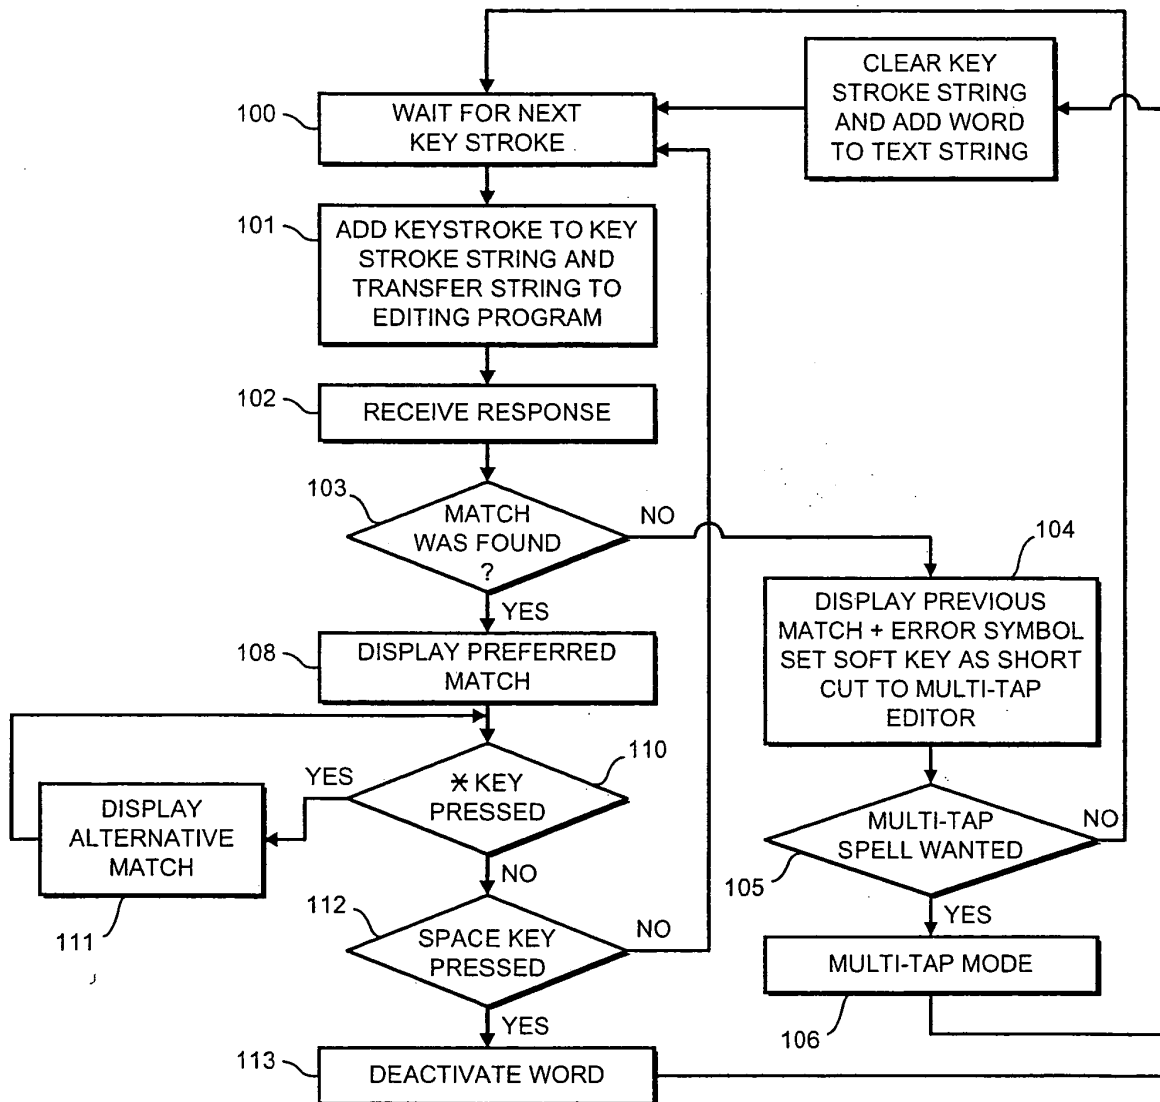 100
WAIT FOR NEXT
KEY STROKE
CLEAR KEY
STROKE STRING
AND ADD WORD
TO TEXT STRING
101
ADD KEYSTROKE TO KEY
STROKE STRING AND
TRANSFER STRING TO
EDITING PROGRAM
102
RECEIVE RESPONSE
103
MATCH
WAS FOUND
?
NO
YES
104
DISPLAY PREVIOUS
MATCH + ERROR SYMBOL
SET SOFT KEY AS SHORT
CUT TO MULTI-TAP
EDITOR
108
DISPLAY PREFERRED
MATCH
110
* KEY
PRESSED
YES
NO
DISPLAY
ALTERNATIVE
MATCH
111
105
MULTI-TAP
SPELL WANTED
NO
YES
112
SPACE KEY
PRESSED
NO
YES
MULTI-TAP MODE
106
113
DEACTIVATE WORD